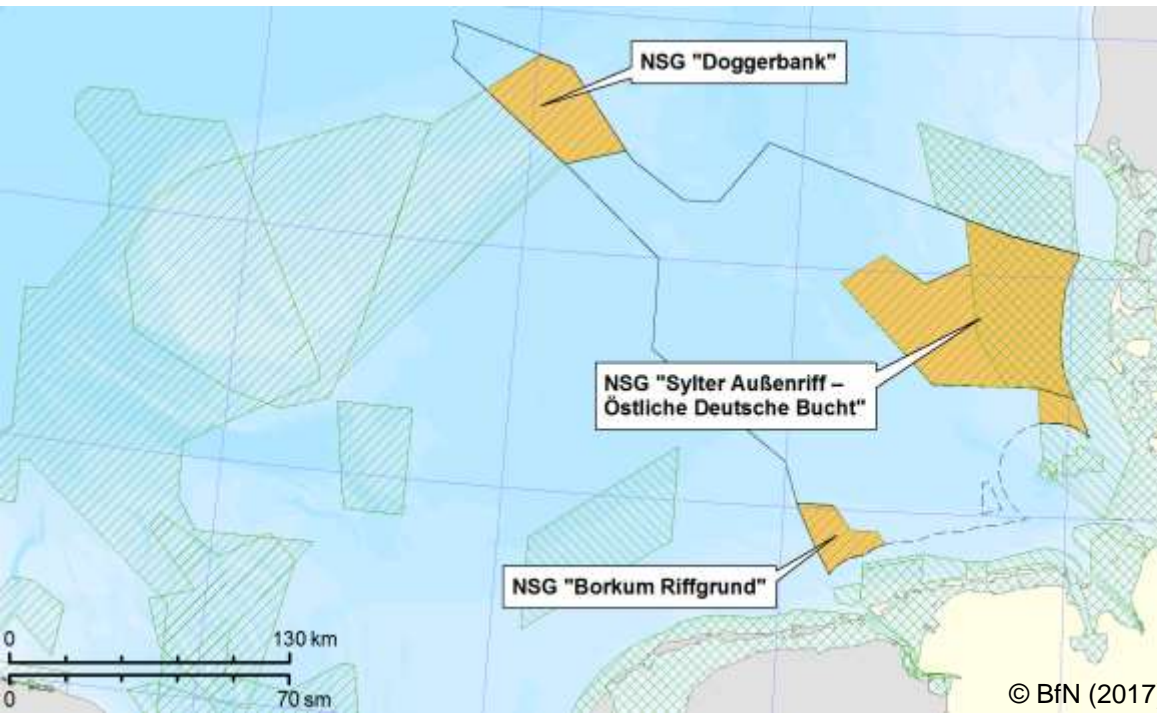 NSG "Doggerbank"
NSG "Sylter Außenriff –
Östliche Deutsche Bucht"
NSG "Borkum Riffgrund"
0 130 km
0 70 sm
© BfN (2017